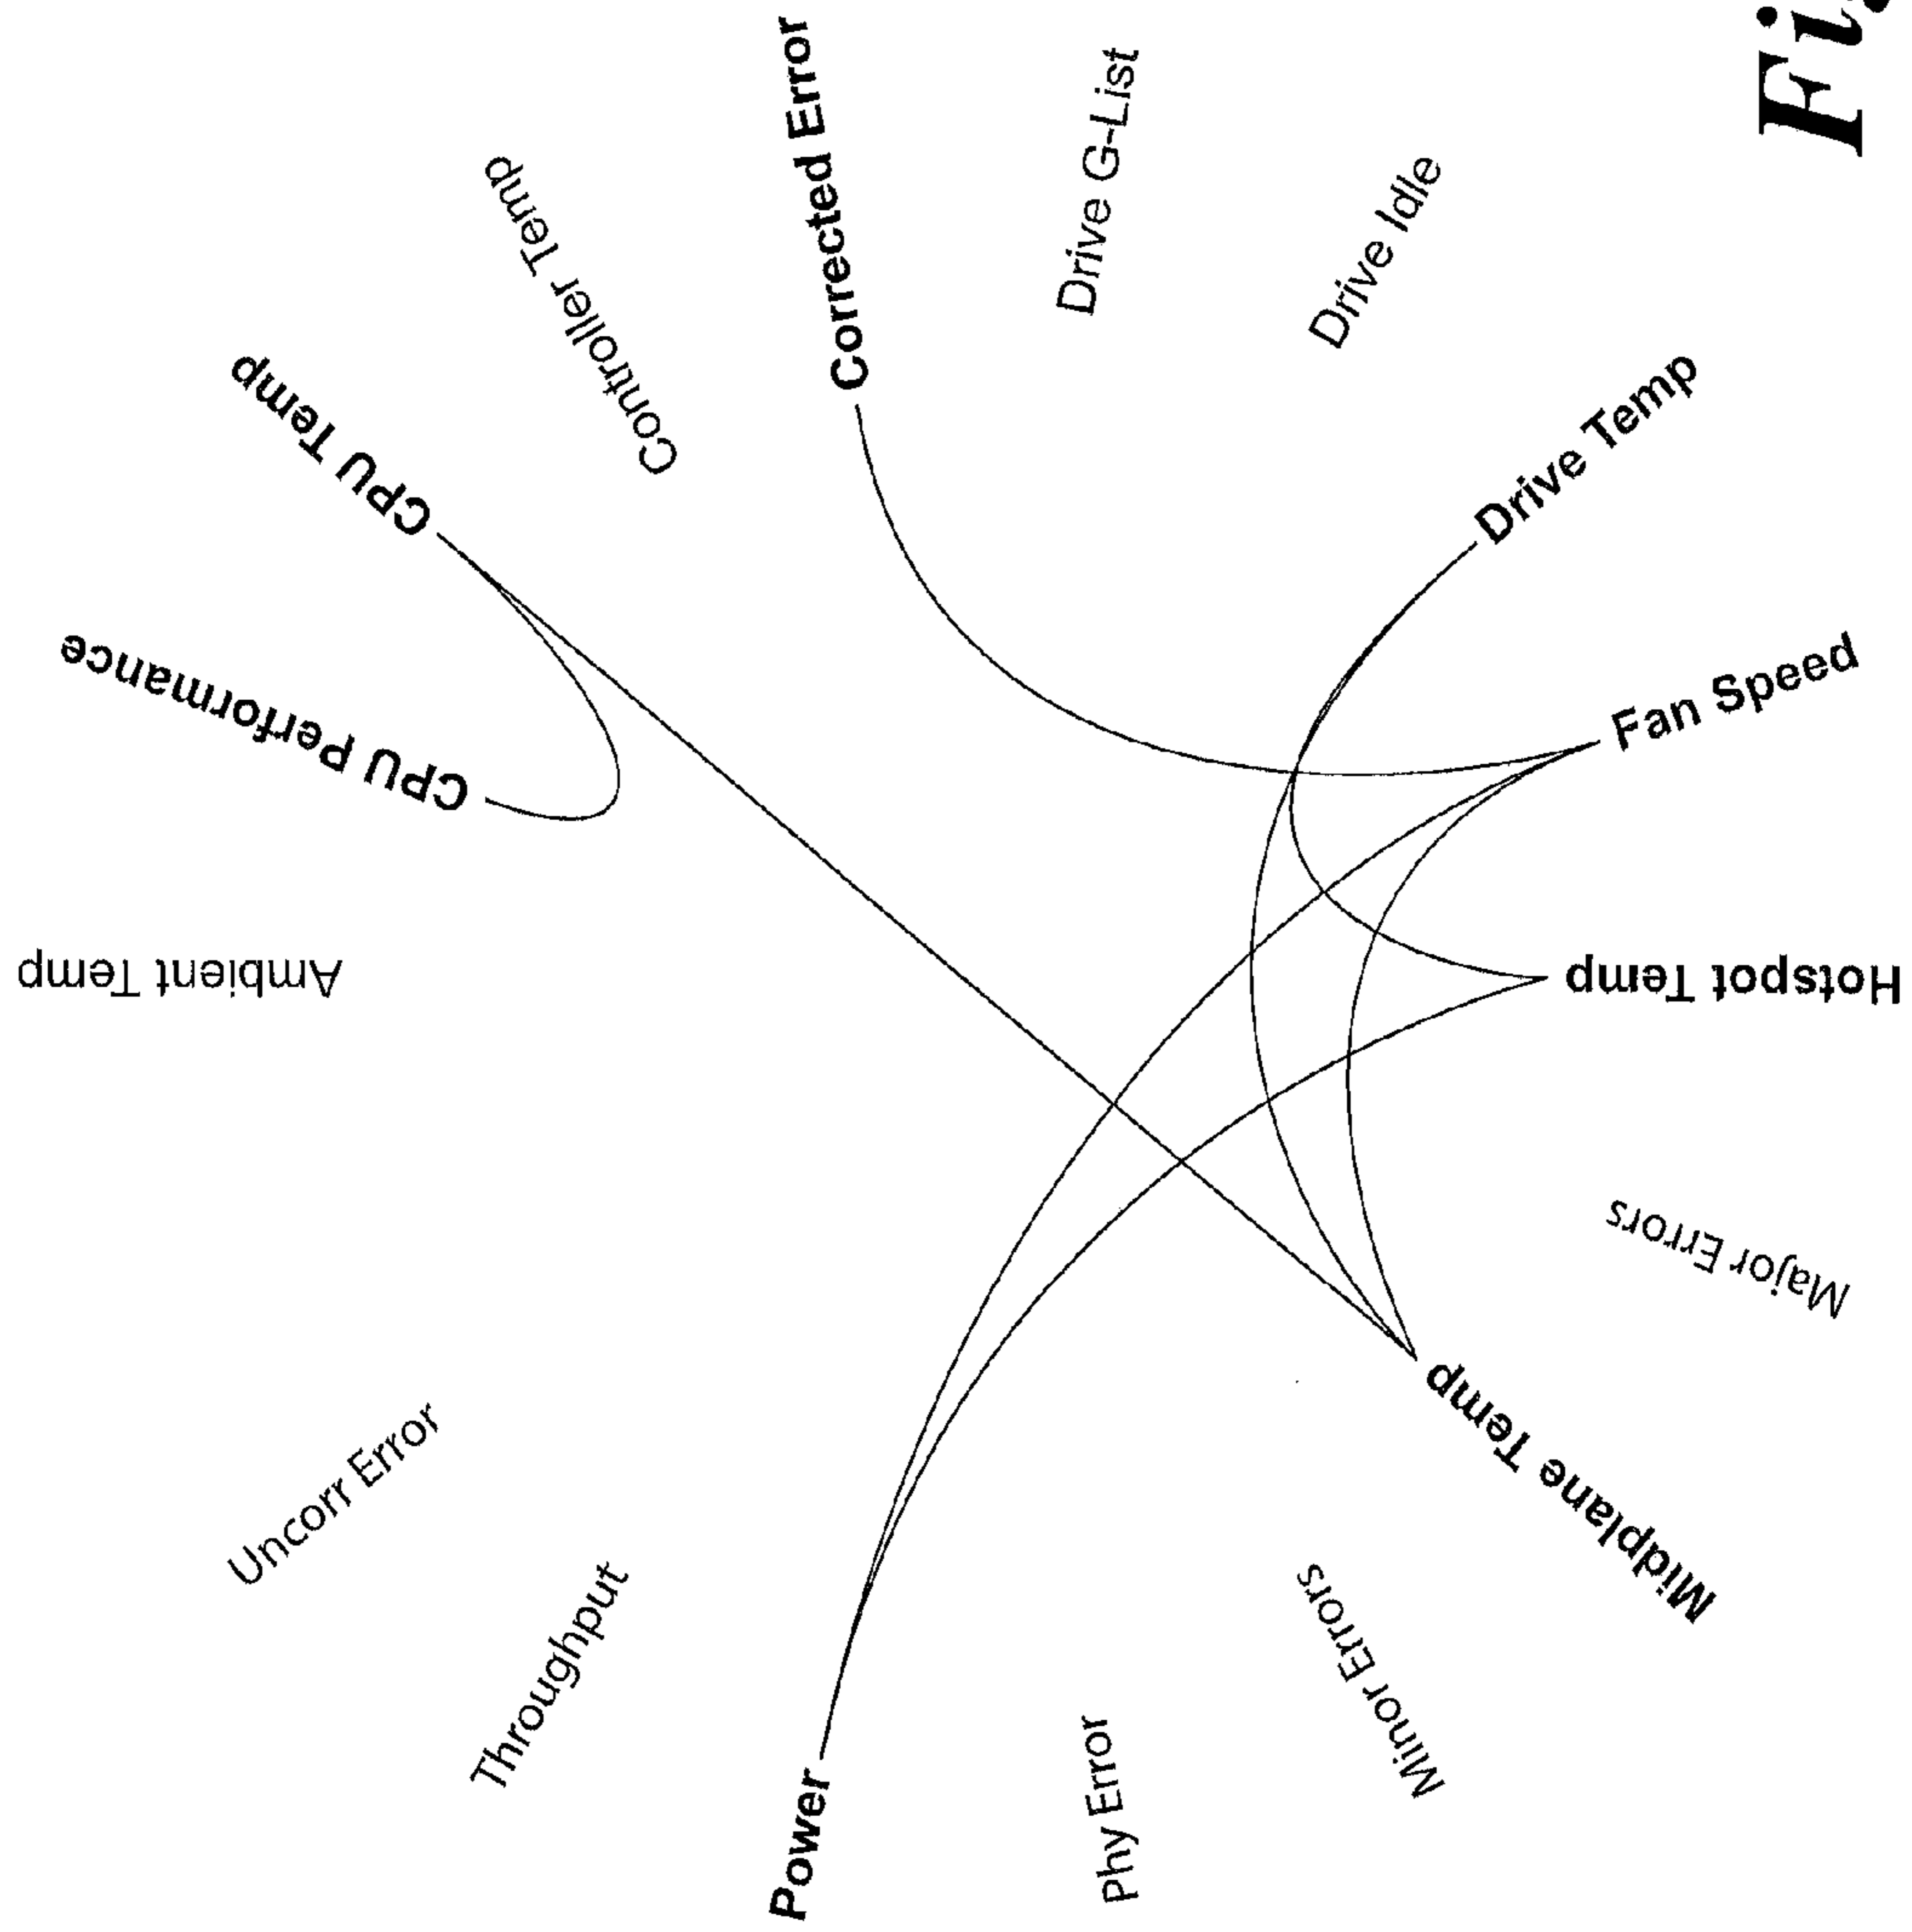 Corrected Error
Drive G-List
Drive Idle
Drive Temp
Fan Speed
Hotspot Temp
Major Errors
Midplane Temp
Minor Errors
Phy Error
Power
Throughput
Uncorr Error
Ambient Temp
CPU Performance
CPU Temp
Controller Temp